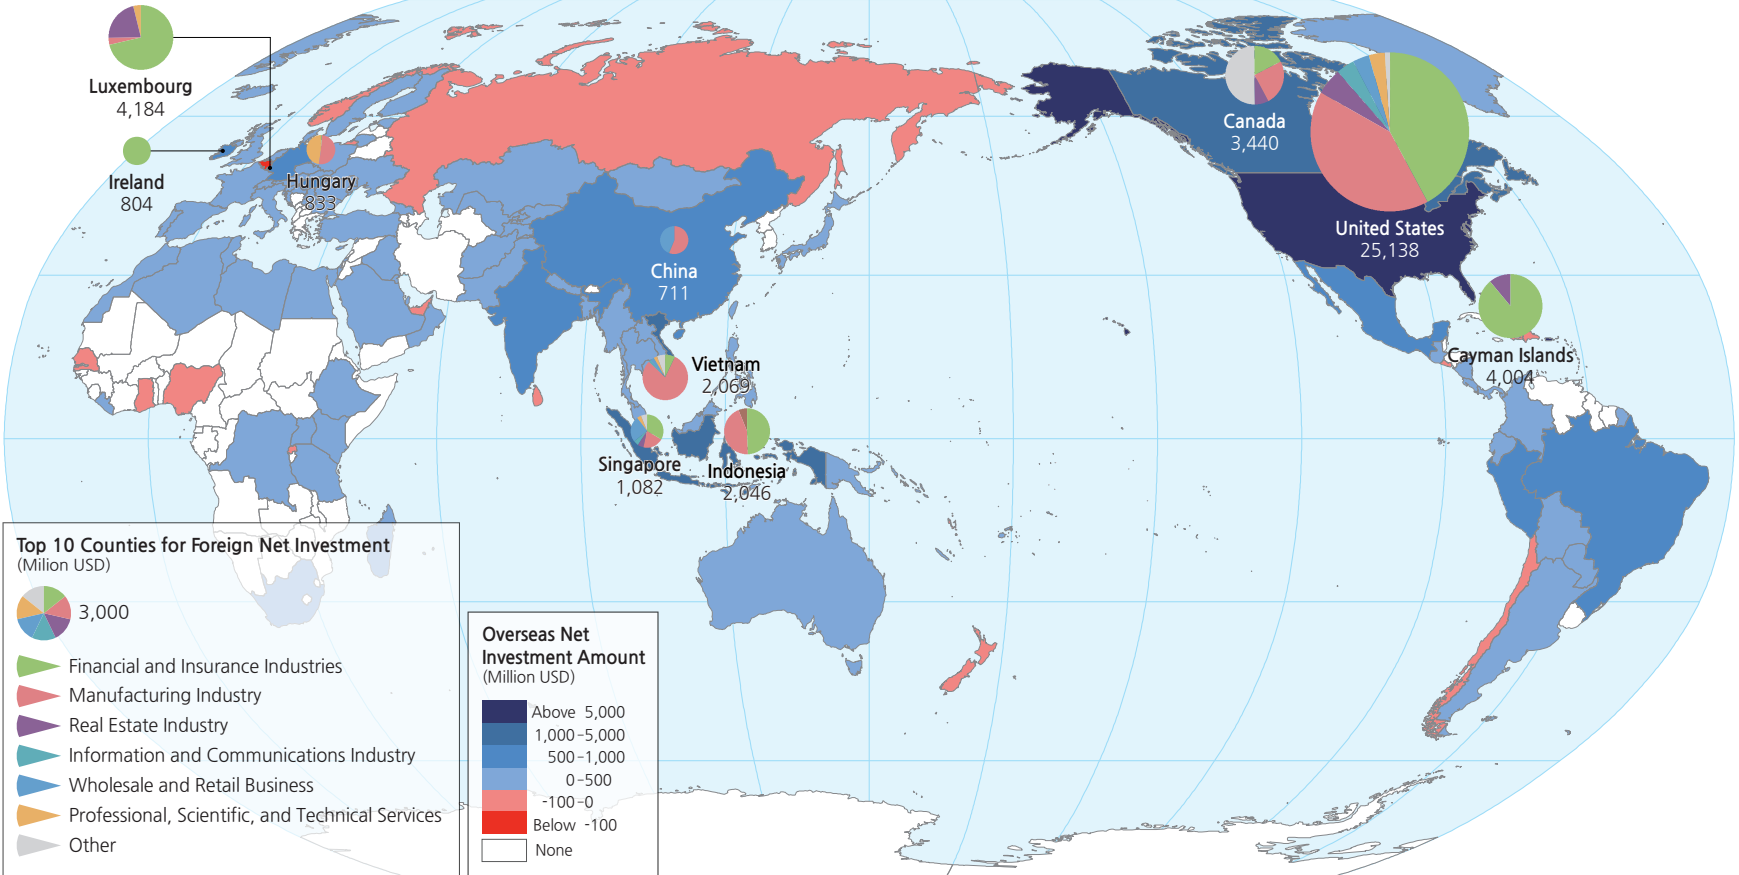 Luxembourg
4,184
Ireland
804
Hungary
833
China
711
Vietnam
2,069
Singapore
1,082
Indonesia
2,046
Canada
3,440
United States
25,138
Cayman Islands
4,004
Top 10 Counties for Foreign Net Investment
(Milion USD)
3,000
Financial and Insurance Industries
Manufacturing Industry
Real Estate Industry
Information and Communications Industry
Wholesale and Retail Business
Professional, Scientific, and Technical Services
Other
Overseas Net
Investment Amount
(Million USD)
Above 5,000
1,000-5,000
500-1,000
0-500
-100-0
Below -100
None